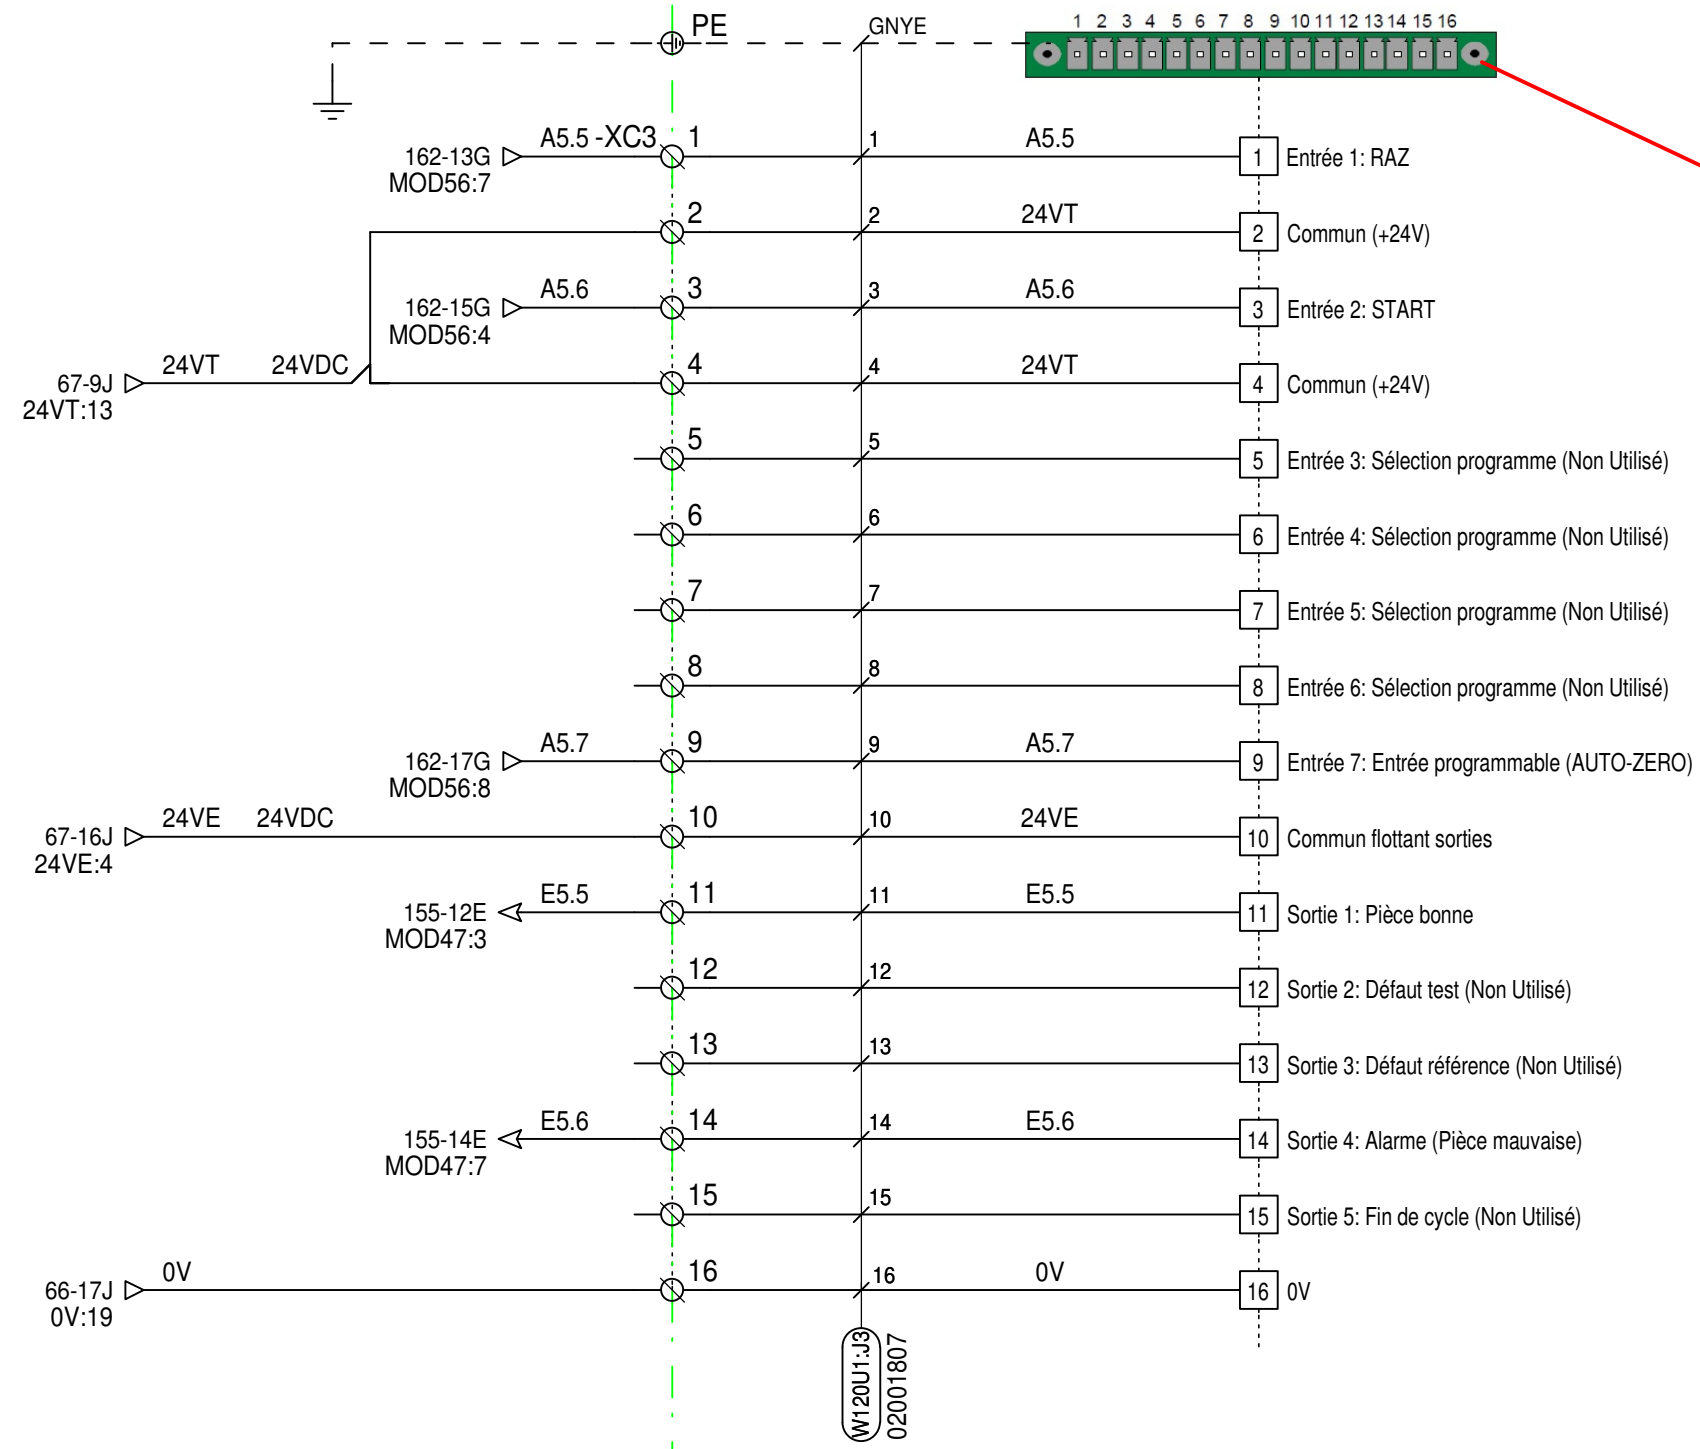 PE
GNYE
1 2 3 4 5 6 7 8 9 10 11 12 13 14 15 16
162-13G
MOD56:7
A5.5 -XC3 1 1 A5.5 1 Entrée 1: RAZ
2 2 24VT 2 Commun (+24V)
162-15G
MOD56:4
A5.6 3 3 A5.6 3 Entrée 2: START
67-9J
24VT:13
24VT 24VDC 4 4 24VT 4 Commun (+24V)
5 5 5 Entrée 3: Sélection programme (Non Utilisé)
6 6 6 Entrée 4: Sélection programme (Non Utilisé)
7 7 7 Entrée 5: Sélection programme (Non Utilisé)
8 8 8 Entrée 6: Sélection programme (Non Utilisé)
162-17G
MOD56:8
A5.7 9 9 A5.7 9 Entrée 7: Entrée programmable (AUTO-ZERO)
67-16J
24VE:4
24VE 24VDC 10 10 24VE 10 Commun flottant sorties
155-12E
MOD47:3
E5.5 11 11 E5.5 11 Sortie 1: Pièce bonne
12 12 12 Sortie 2: Défaut test (Non Utilisé)
13 13 13 Sortie 3: Défaut référence (Non Utilisé)
155-14E
MOD47:7
E5.6 14 14 E5.6 14 Sortie 4: Alarme (Pièce mauvaise)
15 15 15 Sortie 5: Fin de cycle (Non Utilisé)
66-17J
0V:19
0V 16 16 0V 16 0V
W120U1:J3
02001807